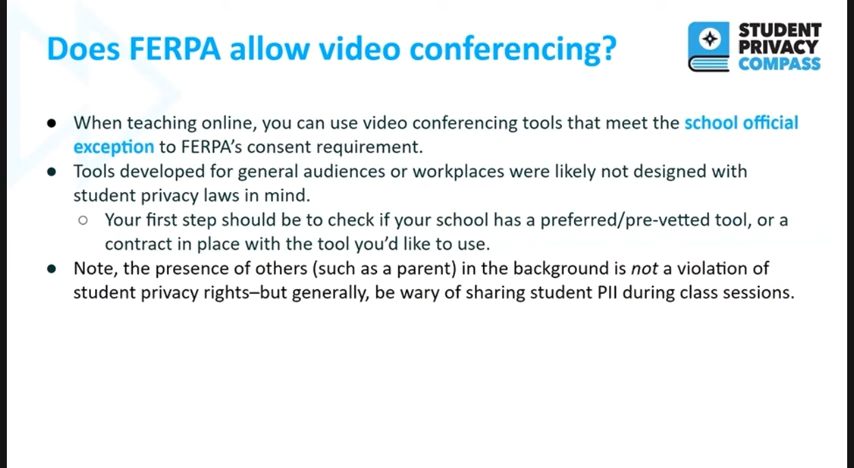 Does FERPA allow video conferencing?
STUDENT
PRIVACY
COMPASS
● When teaching online, you can use video conferencing tools that meet the school official
exception to FERPA's consent requirement.
● Tools developed for general audiences or workplaces were likely not designed with
student privacy laws in mind.
○ Your first step should be to check if your school has a preferred/pre-vetted tool, or a
contract in place with the tool you'd like to use.
● Note, the presence of others (such as a parent) in the background is not a violation of
student privacy rights–but generally, be wary of sharing student PII during class sessions.